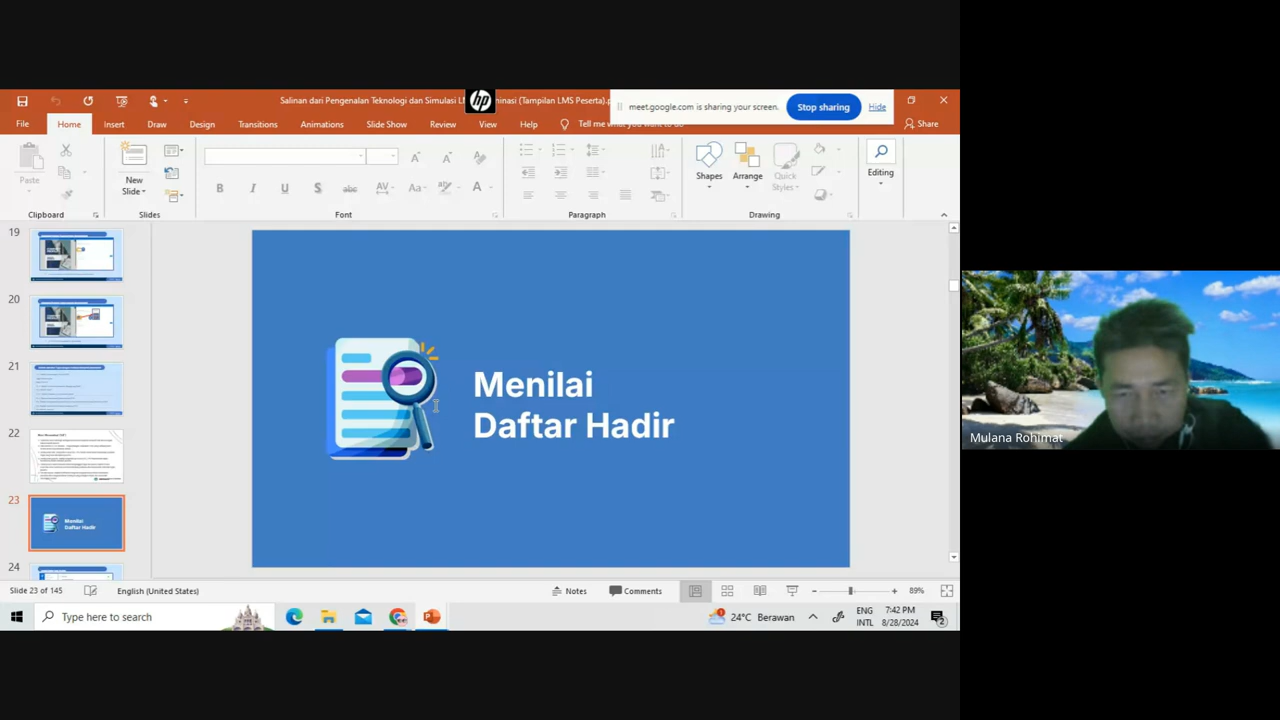 Salinan dari Pengenalan Teknologi dan Simulasi L
minasi (Tampilan LMS Peserta).p
hp
meet.google.com is sharing your screen.
Stop sharing
Hide
File
Home
Insert
Draw
Design
Transitions
Animations
Slide Show
Review
View
Help
Tell me what you want to do
Share
Paste
New
Slide
Shapes
Arrange
Quick
Styles
Editing
Clipboard
Slides
Font
Paragraph
Drawing
19
20
21
22
23
Menilai
Daftar Hadir
24
Menilai
Daftar Hadir
Mulana Rohimat
Slide 23 of 145
English (United States)
Notes
Comments
89%
Type here to search
24°C Berawan
ENG
INTL
7:42 PM
8/28/2024
2